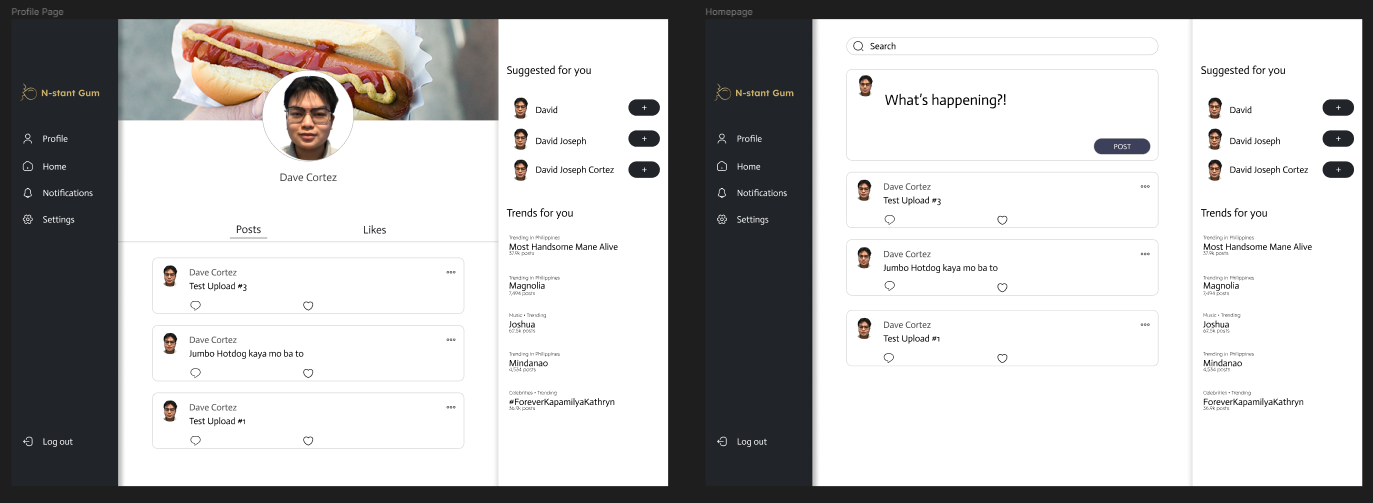 Profile Page
N-stant Gum
Profile
Home
Notifications
Settings
Log out
Dave Cortez
Posts
Likes
Dave Cortez
Test Upload #3
Dave Cortez
Jumbo Hotdog kaya mo ba to
Dave Cortez
Test Upload #1
Suggested for you
David
+
David Joseph
+
David Joseph Cortez
+
Trends for you
Trending in Philippines
Most Handsome Mane Alive
37.9k posts
Trending in Philippines
Magnolia
7,494 posts
Music • Trending
Joshua
67.5k posts
Trending in Philippines
Mindanao
4,534 posts
Celebrities • Trending
#ForeverKapamilyaKathryn
36.9k posts
Homepage
N-stant Gum
Profile
Home
Notifications
Settings
Log out
Search
What's happening?!
POST
Dave Cortez
Test Upload #3
Dave Cortez
Jumbo Hotdog kaya mo ba to
Dave Cortez
Test Upload #1
Suggested for you
David
+
David Joseph
+
David Joseph Cortez
+
Trends for you
Trending in Philippines
Most Handsome Mane Alive
37.9k posts
Trending in Philippines
Magnolia
7,494 posts
Music • Trending
Joshua
67.5k posts
Trending in Philippines
Mindanao
4,534 posts
Celebrities • Trending
ForeverKapamilyaKathryn
36.9k posts